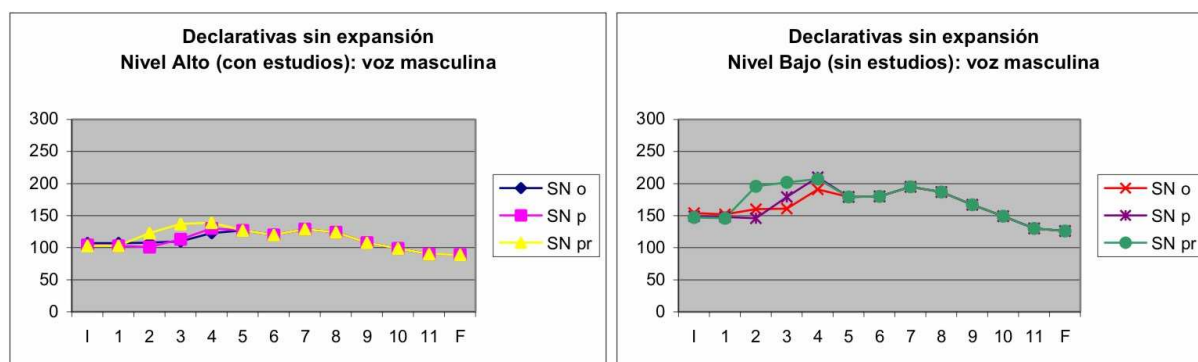 Declarativas sin expansión
Nivel Alto (con estudios): voz masculina
300
250
200
150
100
50
0
I 1 2 3 4 5 6 7 8 9 10 11 F
SN o
SN p
SN pr
Declarativas sin expansión
Nivel Bajo (sin estudios): voz masculina
300
250
200
150
100
50
0
I 1 2 3 4 5 6 7 8 9 10 11 F
SN o
SN p
SN pr